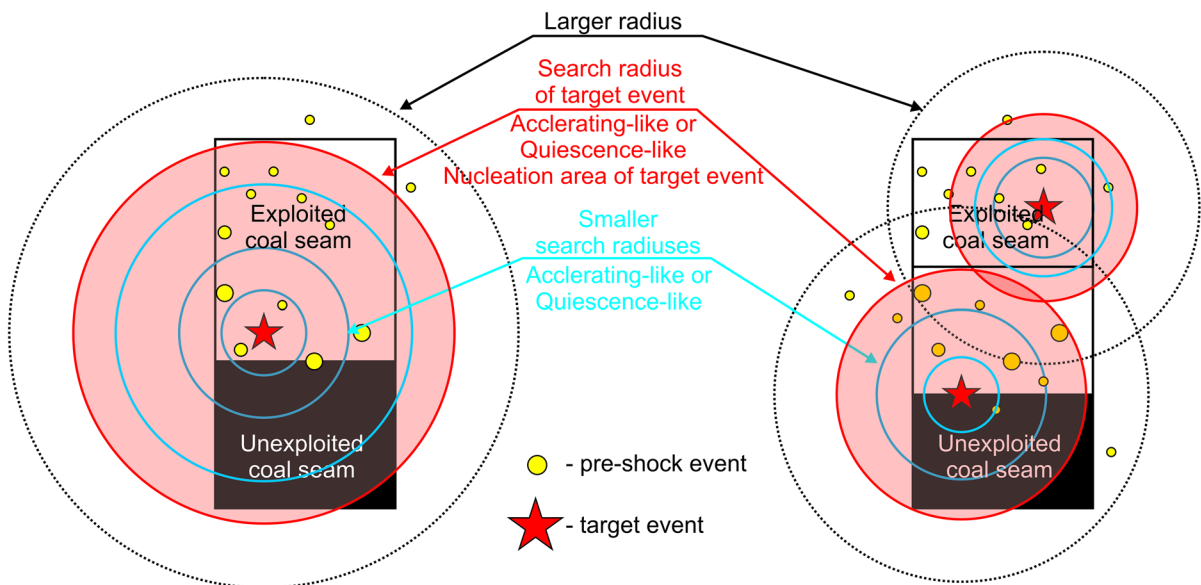 Larger radius
Search radius
of target event
Acclerating-like or
Quiescence-like
Nucleation area of target event
Smaller
search radiuses
Acclerating-like or
Quiescence-like
Exploited
coal seam
Unexploited
coal seam
Exploited
coal seam
Unexploited
coal seam
- pre-shock event
- target event